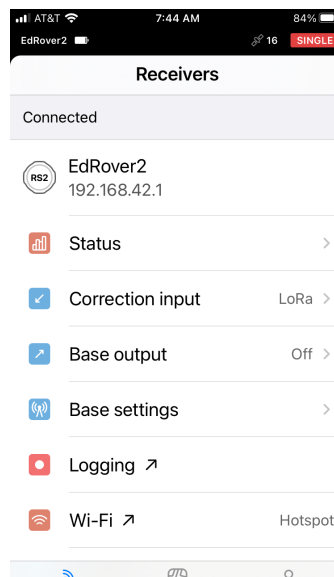 AT&T 7:44 AM 84%
EdRover2 16 SINGLE
Receivers
Connected
RS2
EdRover2
192.168.42.1
Status
Correction input LoRa
Base output Off
Base settings
Logging
Wi-Fi Hotspot